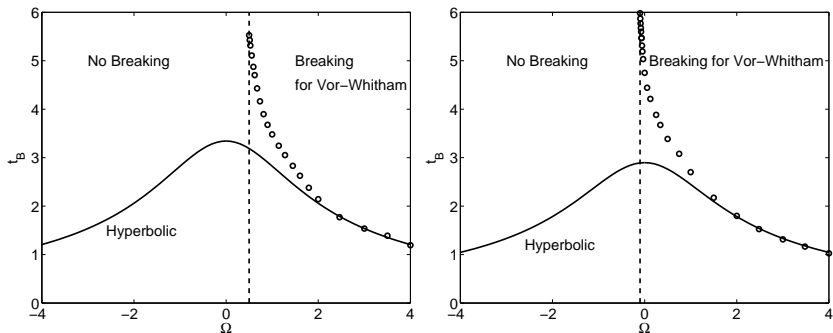 6
5
4
3
2
1
0
t_B
No Breaking
Breaking
for Vor−Whitham
Hyperbolic
−4
−2
0
2
4
Ω
6
5
4
3
2
1
0
t_B
No Breaking
Breaking for Vor−Whitham
Hyperbolic
−4
−2
0
2
4
Ω